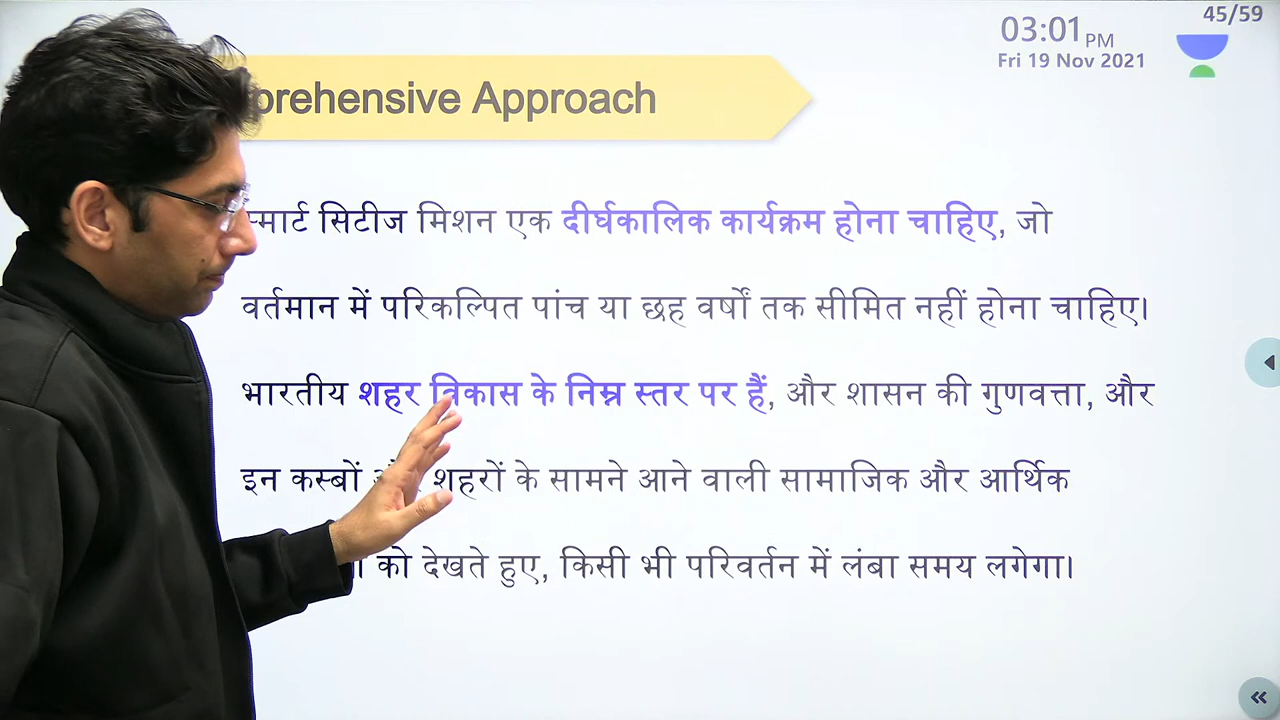 03:01 PM
45/59
Fri 19 Nov 2021
prehensive Approach
स्मार्ट सिटीज मिशन एक दीर्घकालिक कार्यक्रम होना चाहिए, जो
वर्तमान में परिकल्पित पांच या छह वर्षों तक सीमित नहीं होना चाहिए।
भारतीय शहर विकास के निम्न स्तर पर हैं, और शासन की गुणवत्ता, और
इन कस्बों शहरों के सामने आने वाली सामाजिक और आर्थिक
को देखते हुए, किसी भी परिवर्तन में लंबा समय लगेगा।